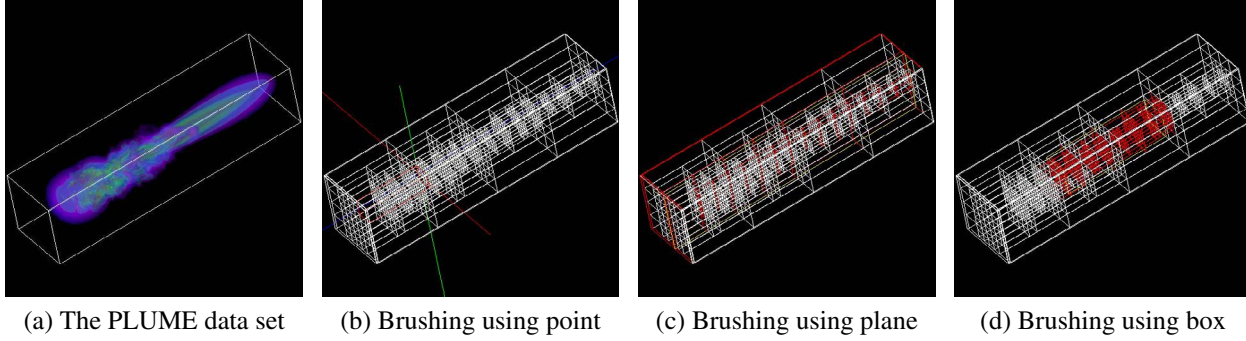 (a) The PLUME data set
(b) Brushing using point
(c) Brushing using plane
(d) Brushing using box